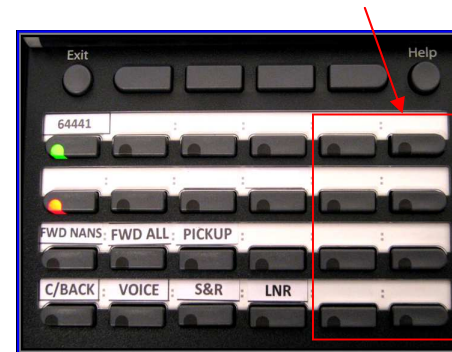 Exit Help
64441
FWD NANS FWD ALL PICKUP
C/BACK VOICE S&R LNR